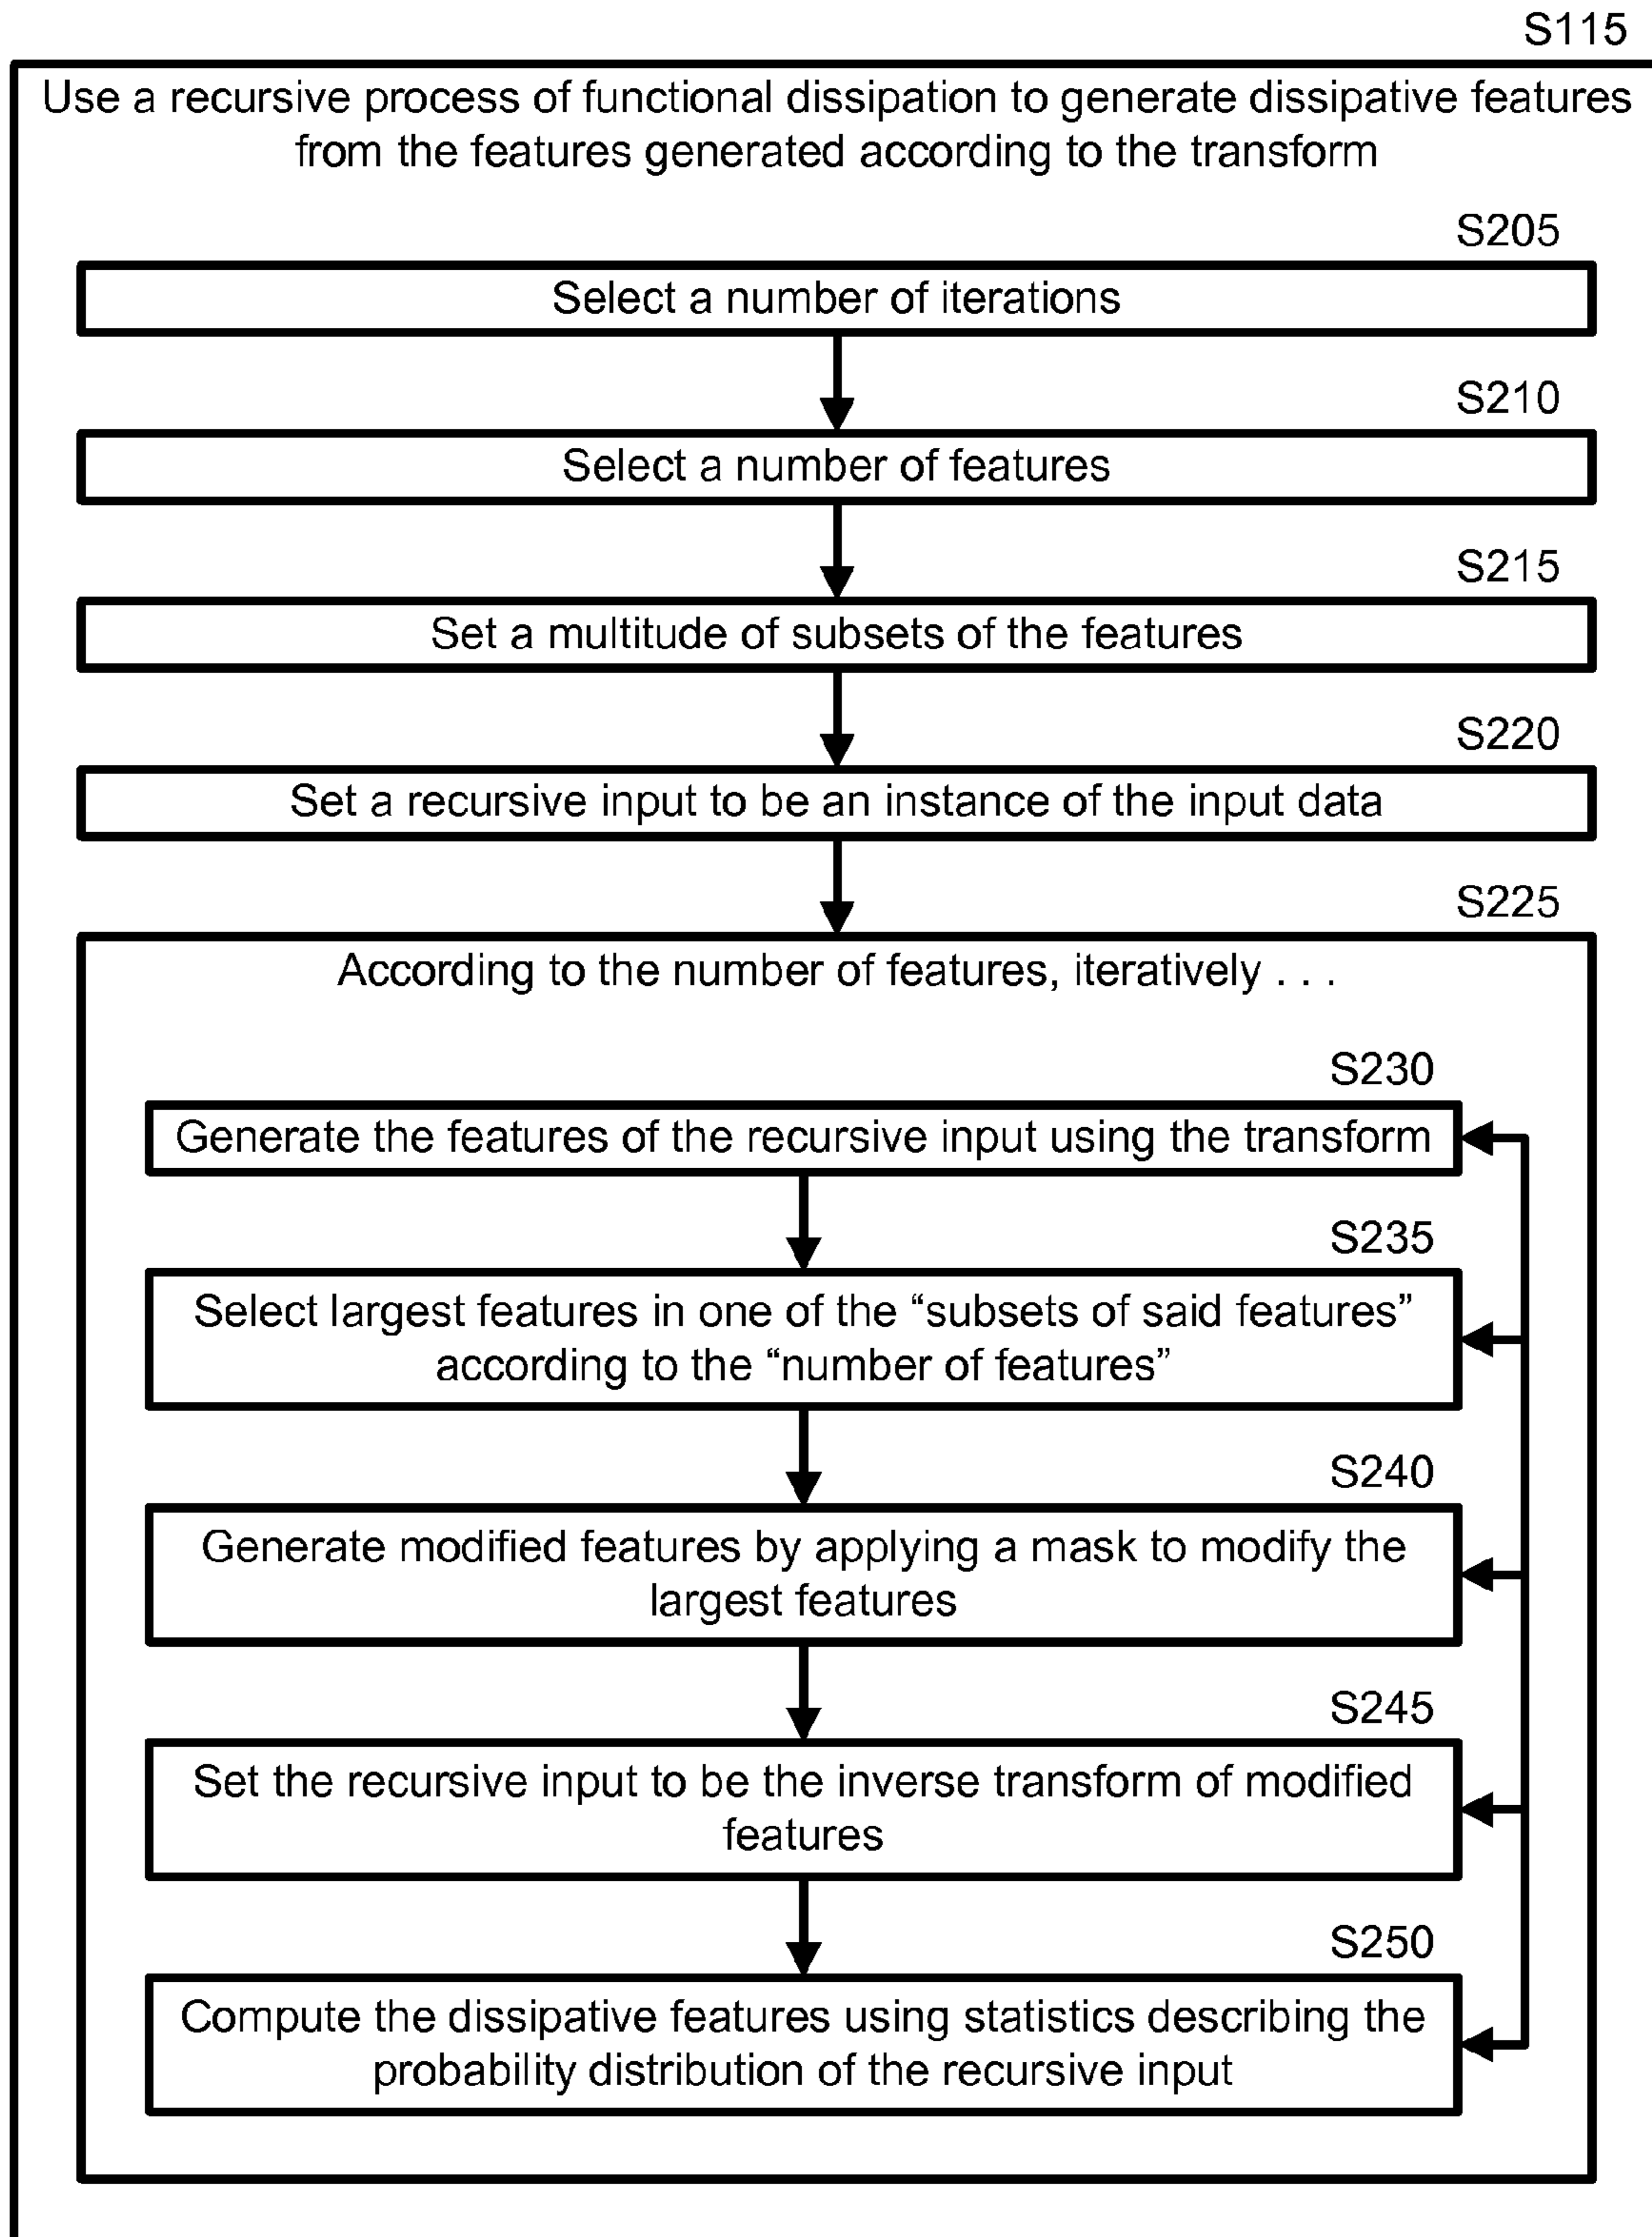 S115
Use a recursive process of functional dissipation to generate dissipative features
from the features generated according to the transform
S205
Select a number of iterations
S210
Select a number of features
S215
Set a multitude of subsets of the features
S220
Set a recursive input to be an instance of the input data
S225
According to the number of features, iteratively . . .
S230
Generate the features of the recursive input using the transform
S235
Select largest features in one of the “subsets of said features”
according to the “number of features”
S240
Generate modified features by applying a mask to modify the
largest features
S245
Set the recursive input to be the inverse transform of modified
features
S250
Compute the dissipative features using statistics describing the
probability distribution of the recursive input